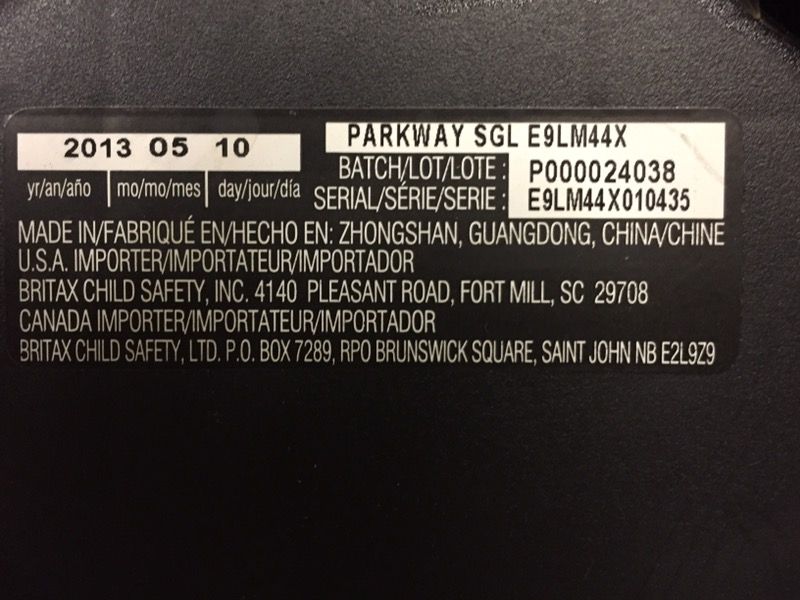 2013 05 10
yr/an/año mo/mo/mes day/jour/día
PARKWAY SGL E9LM44X
BATCH/LOT/LOTE : P000024038
SERIAL/SÉRIE/SERIE : E9LM44X010435
MADE IN/FABRIQUÉ EN/HECHO EN: ZHONGSHAN, GUANGDONG, CHINA/CHINE
U.S.A. IMPORTER/IMPORTATEUR/IMPORTADOR
BRITAX CHILD SAFETY, INC. 4140 PLEASANT ROAD, FORT MILL, SC 29708
CANADA IMPORTER/IMPORTATEUR/IMPORTADOR
BRITAX CHILD SAFETY, LTD. P.O. BOX 7289, RPO BRUNSWICK SQUARE, SAINT JOHN NB E2L9Z9